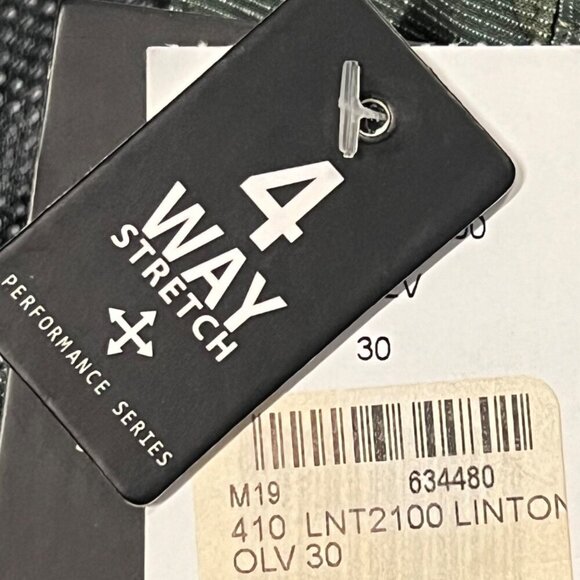 4
WAY
STRETCH
PERFORMANCE SERIES
30
M19 634480
410 LNT2100 LINTON
OLV 30